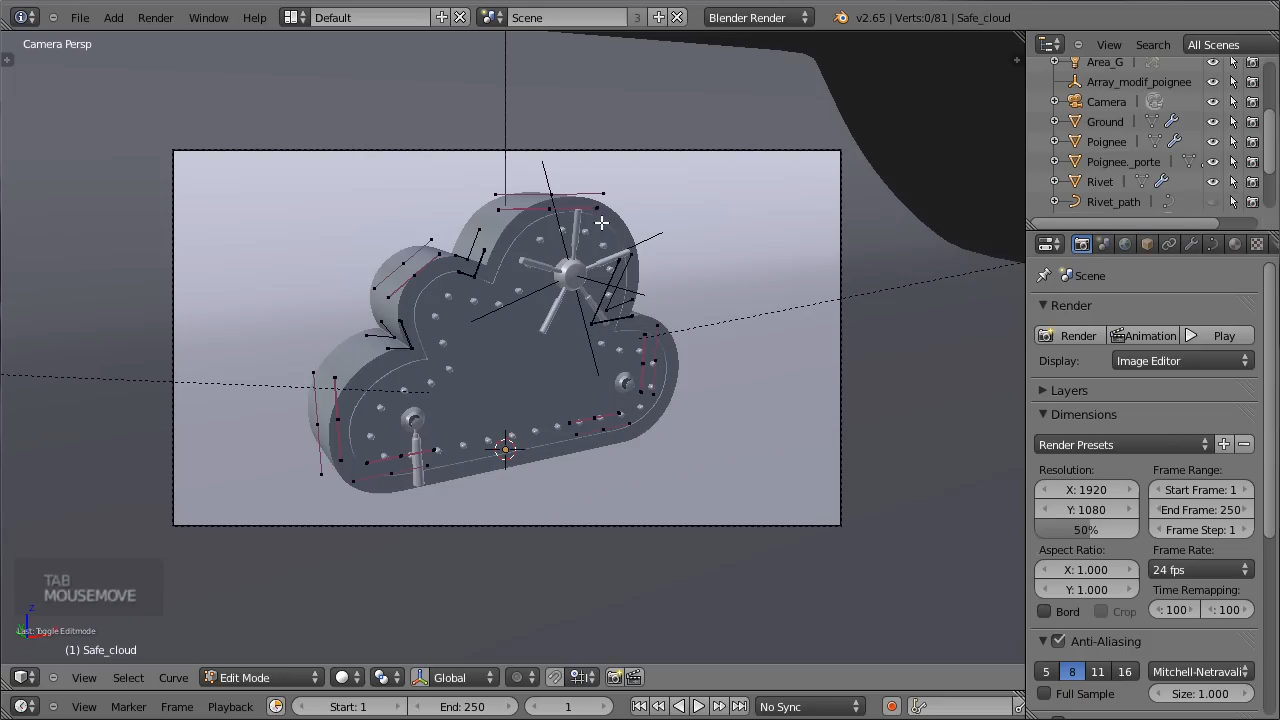 File Add Render Window Help Default Scene 3 Blender Render v2.65 | Verts:0/81 | Safe_cloud
Camera Persp
View Search All Scenes
Area_G
Array_modif_poignee
Camera
Ground
Poignee
Poignee._porte
Rivet
Rivet_path
Scene
Render
Render Animation Play
Display: Image Editor
Layers
Dimensions
Render Presets
Resolution: Frame Range:
X: 1920 Start Frame: 1
Y: 1080 End Frame: 250
50% Frame Step: 1
Aspect Ratio: Frame Rate:
X: 1.000 24 fps
Y: 1.000 Time Remapping:
Bord Crop : 100 : 100
Anti-Aliasing
5 8 11 16 Mitchell-Netravali
Full Sample Size: 1.000
TAB
MOUSEMOVE
z
Last: Toggle Editmode
(1) Safe_cloud
View Select Curve Edit Mode Global
View Marker Frame Playback Start: 1 End: 250 1 No Sync